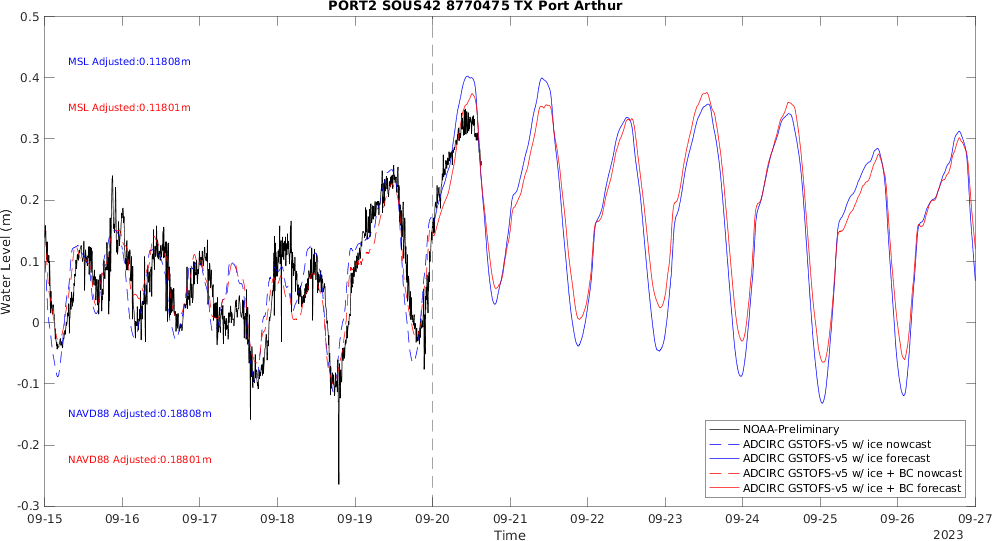 PORT2 SOUS42 8770475 TX Port Arthur
0.5
0.4
0.3
0.2
0.1
0
-0.1
-0.2
-0.3
Water Level (m)
MSL Adjusted:0.11808m
MSL Adjusted:0.11801m
NAVD88 Adjusted:0.18808m
NAVD88 Adjusted:0.18801m
NOAA-Preliminary
ADCIRC GSTOFS-v5 w/ ice nowcast
ADCIRC GSTOFS-v5 w/ ice forecast
ADCIRC GSTOFS-v5 w/ ice + BC nowcast
ADCIRC GSTOFS-v5 w/ ice + BC forecast
09-15 09-16 09-17 09-18 09-19 09-20 09-21 09-22 09-23 09-24 09-25 09-26 09-27
Time
2023